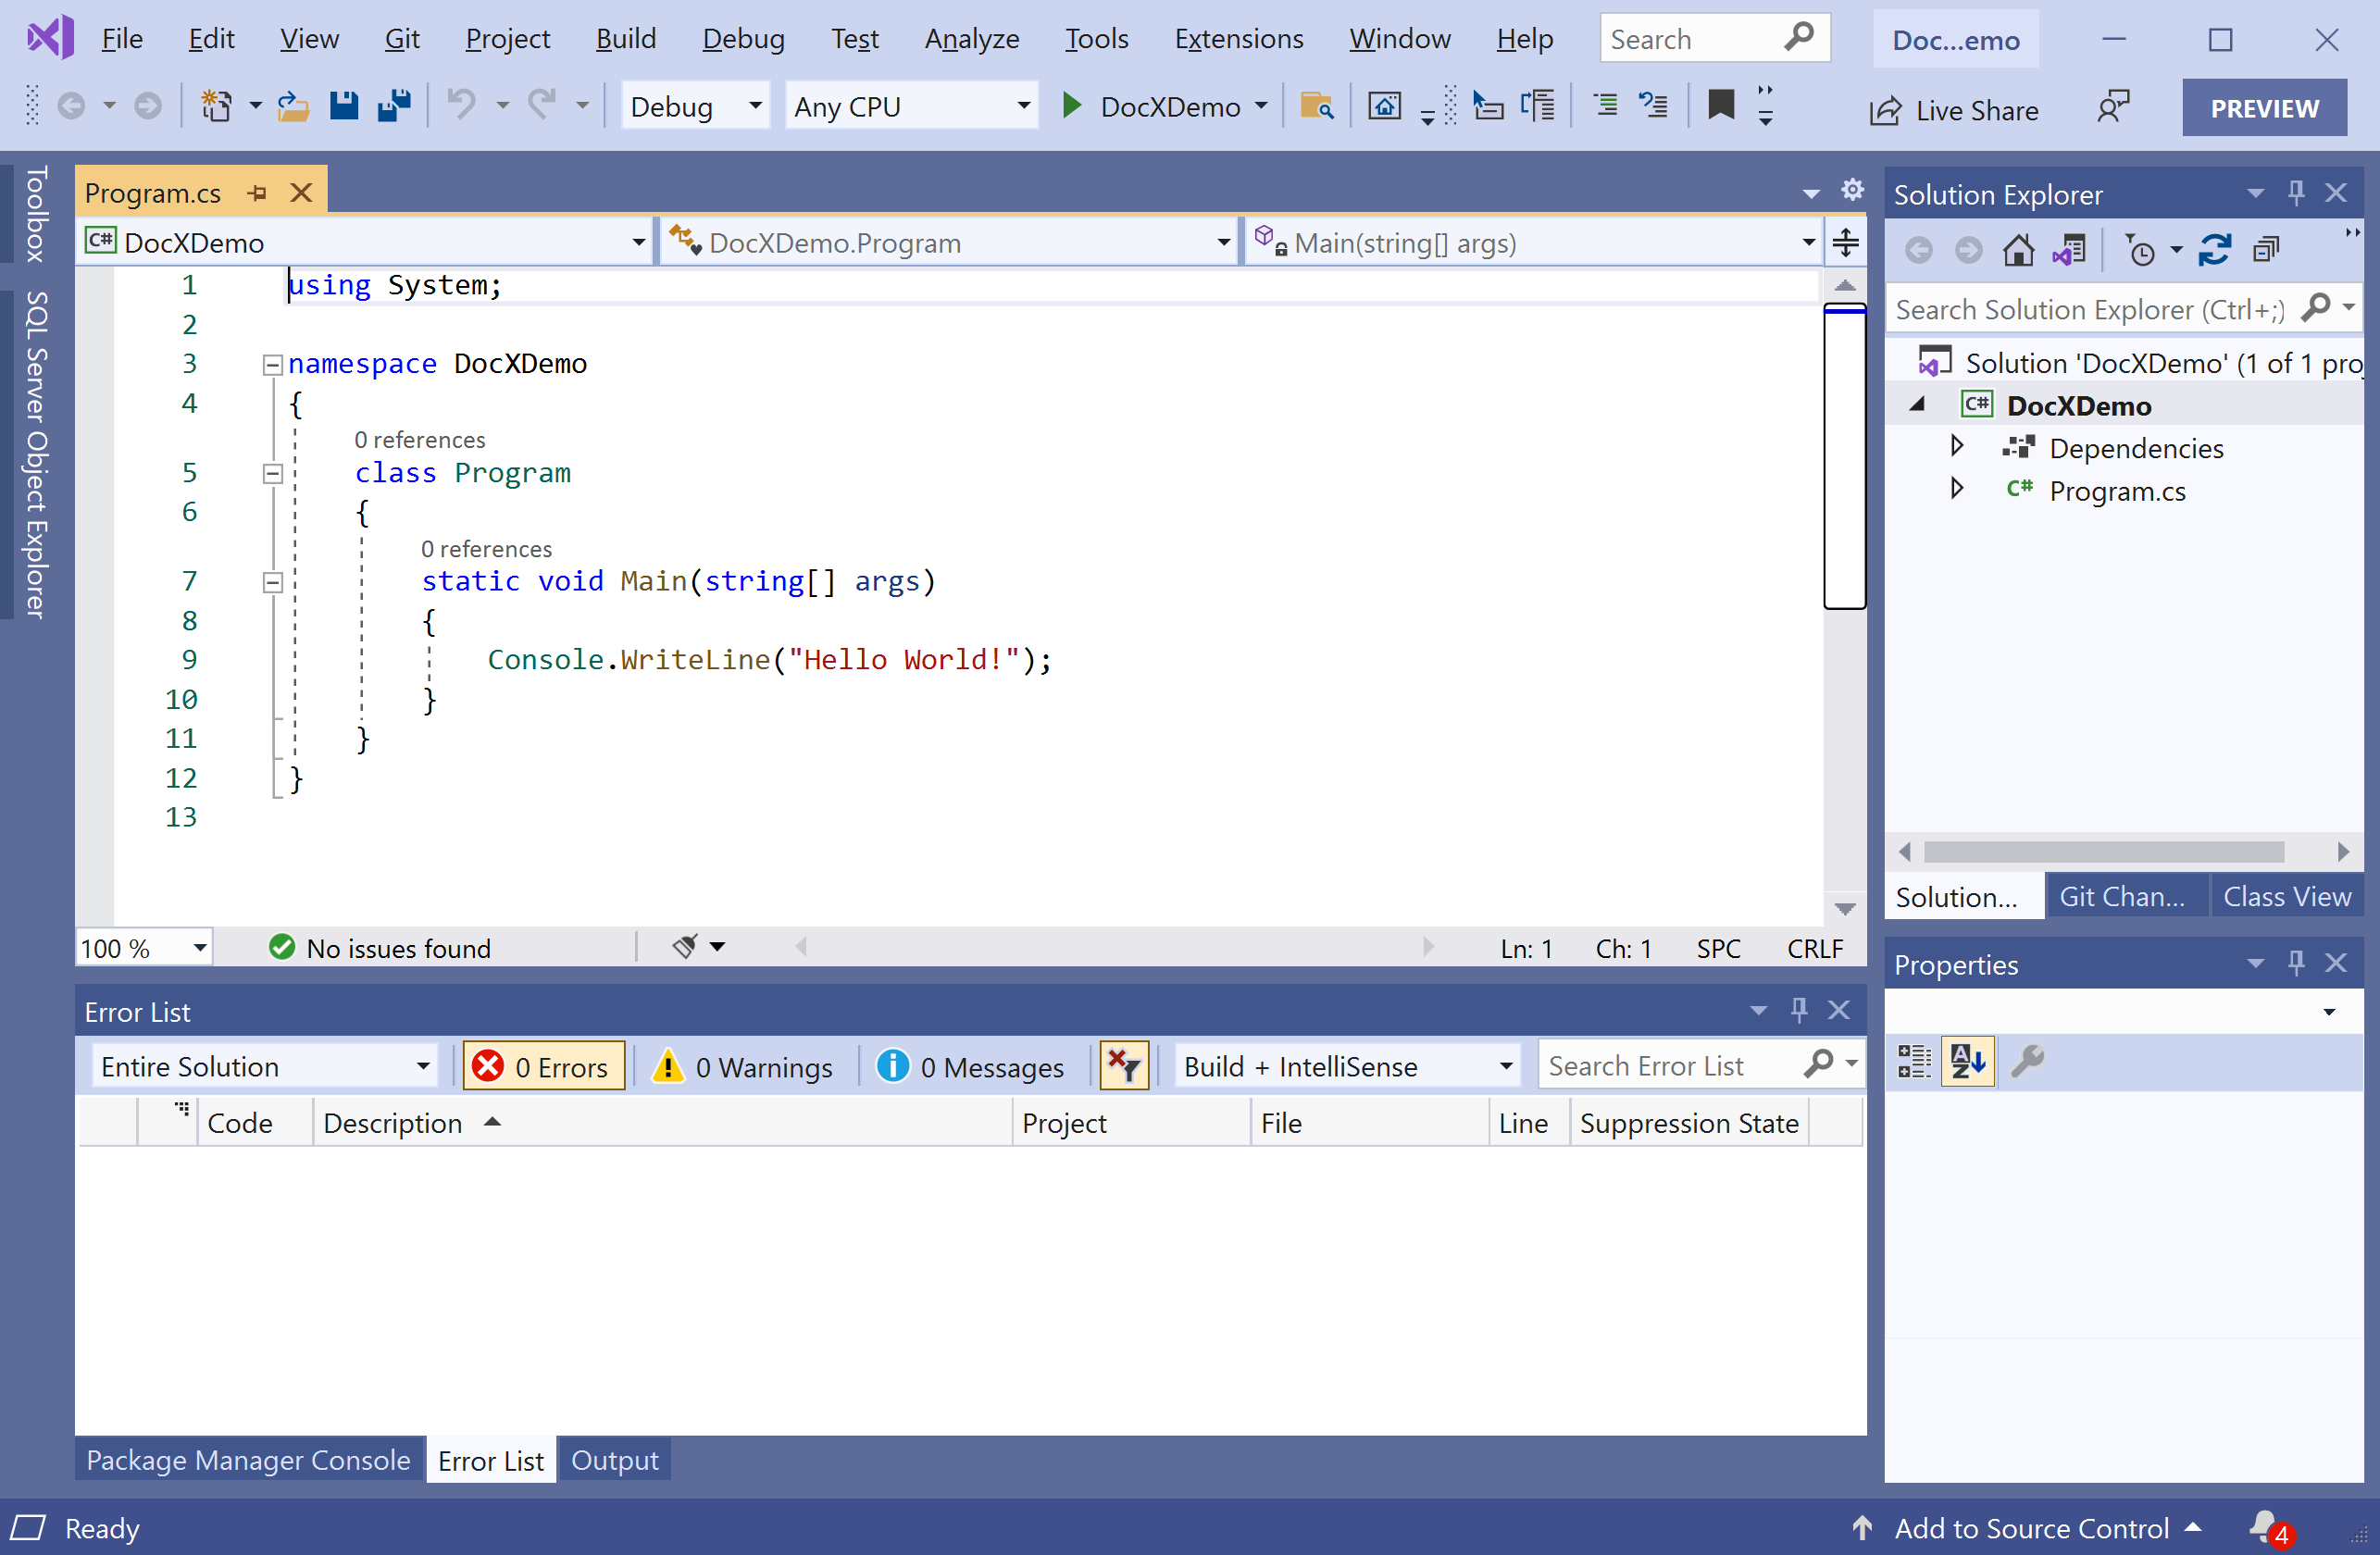 File Edit View Git Project Build Debug Test Analyze Tools Extensions Window Help Search Doc...emo
Debug Any CPU DocXDemo Live Share PREVIEW
Toolbox
SQL Server Object Explorer
Program.cs
C# DocXDemo DocXDemo.Program Main(string[] args)
1 using System;
2
3 namespace DocXDemo
4 {
0 references
5 class Program
6 {
0 references
7 static void Main(string[] args)
8 {
9 Console.WriteLine("Hello World!");
10 }
11 }
12 }
13
100 % No issues found Ln: 1 Ch: 1 SPC CRLF
Error List
Entire Solution 0 Errors 0 Warnings 0 Messages Build + IntelliSense Search Error List
Code Description Project File Line Suppression State
Package Manager Console Error List Output
Solution Explorer
Search Solution Explorer (Ctrl+;)
Solution 'DocXDemo' (1 of 1 pro
C# DocXDemo
Dependencies
C# Program.cs
Solution... Git Chan... Class View
Properties
AZ
Ready Add to Source Control 4